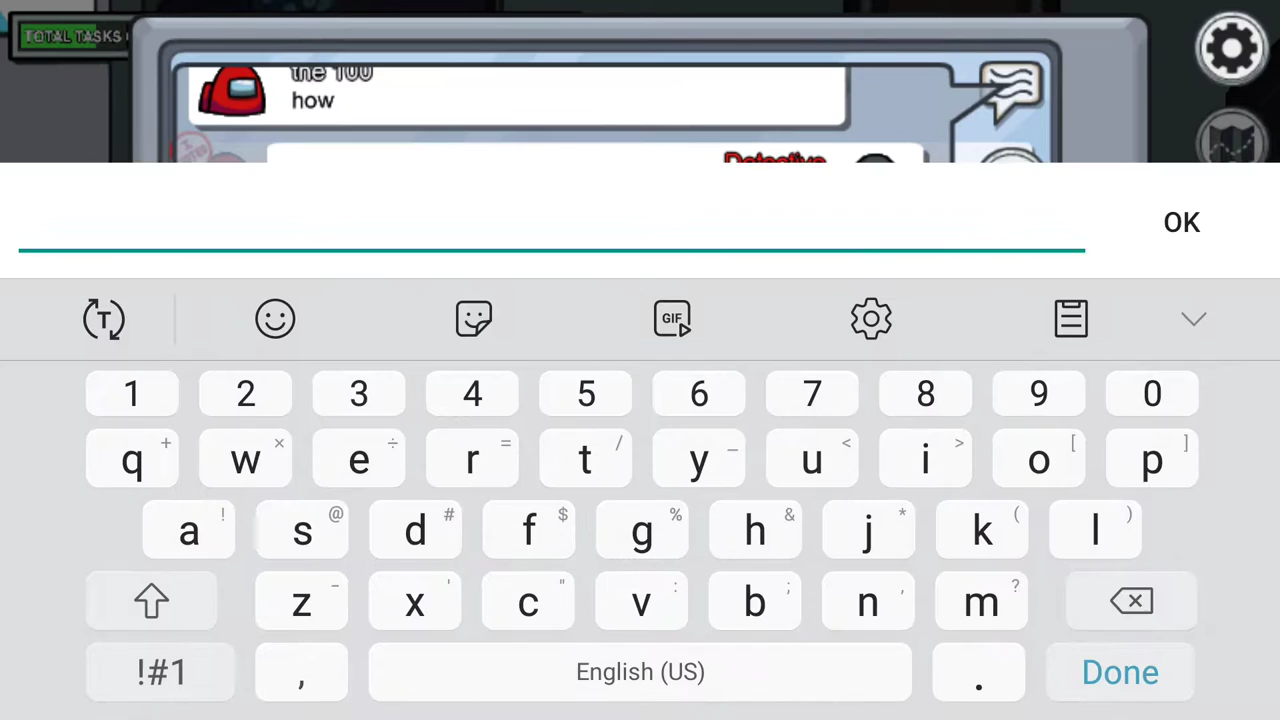 TOTAL TASKS
the 100
how
Detective
OK
T
GIF
1 2 3 4 5 6 7 8 9 0
q + w × e ÷ r = t / y _ u < i > o [ p ]
a ! s @ d # f $ g % h & j * k ( l )
z - x ' c " v : b ; n , m ?
!#1 , English (US) . Done